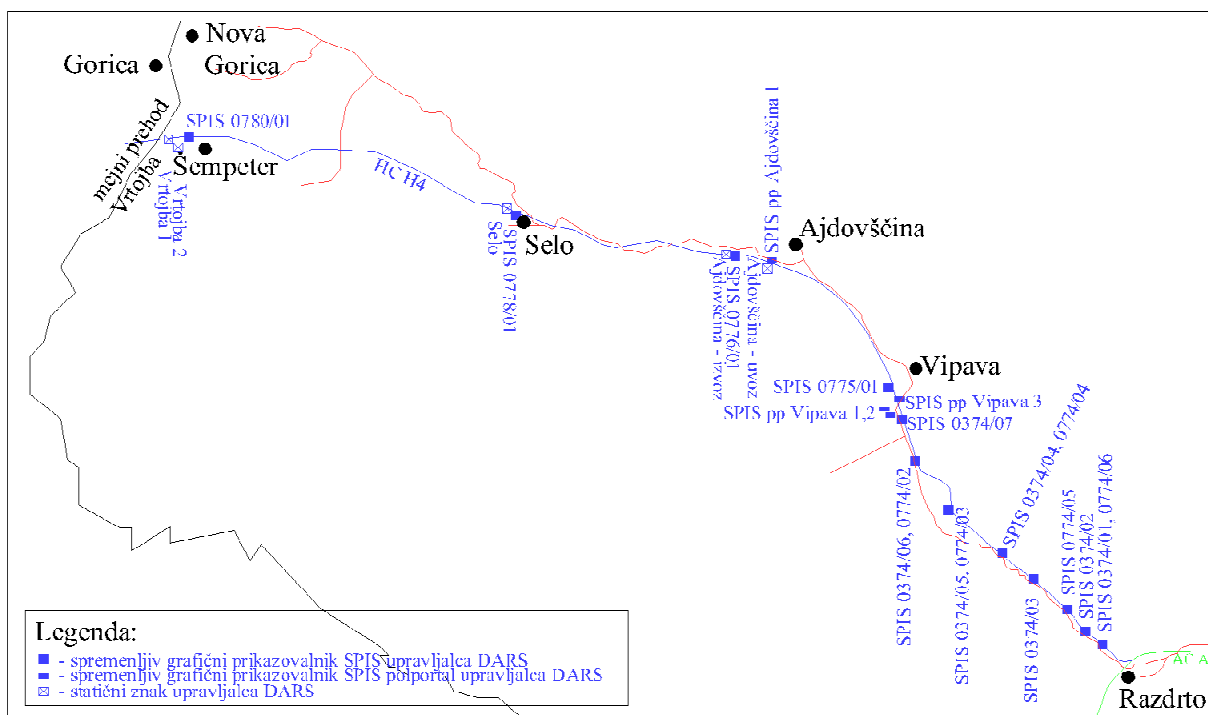 Nova
Gorica
Gorica
mejni prehod
Vrtojba
SPIS 0780/01
Šempeter
Vrtojba 2
Vrtojba 1
HC H4
Selo
SPIS 0778/01
Selo
SPIS pp Ajdovščina 1
Ajdovščina
Ajdovščina - uvoz
SPIS 0776/01
Ajdovščina - izvoz
Vipava
SPIS 0775/01
SPIS pp Vipava 3
SPIS pp Vipava 1,2
SPIS 0374/07
SPIS 0374/06, 0774/02
SPIS 0374/05, 0774/03
SPIS 0374/04, 0774/04
SPIS 0374/03
SPIS 0774/05
SPIS 0374/02
SPIS 0374/01, 0774/06
AC A
Razdrto
Legenda:
- spremenljiv grafični prikazovalnik SPIS upravljalca DARS
- spremenljiv grafični prikazovalnik SPIS polportal upravljalca DARS
- statični znak upravljalca DARS